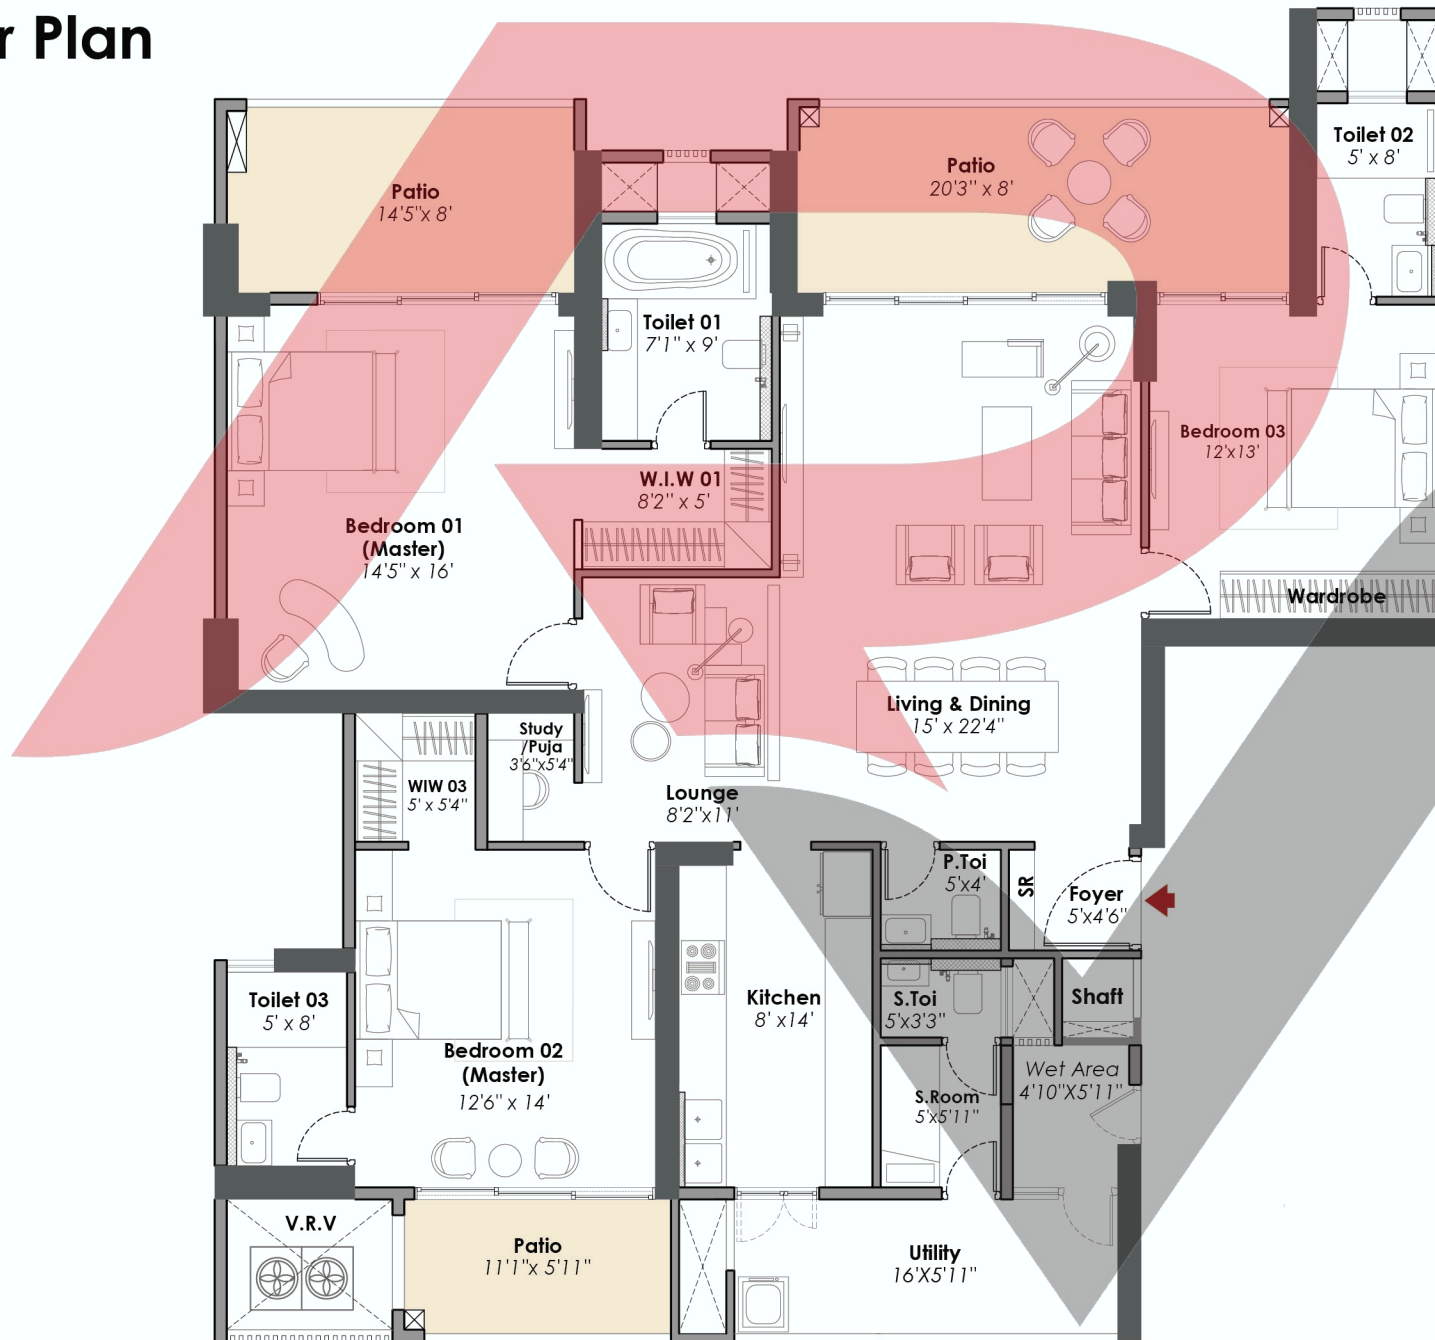 r Plan
Toilet 02
5' x 8'
Patio
14'5"x 8'
Patio
20'3" x 8'
Toilet 01
7'1" x 9'
Bedroom 03
12'x13'
W.I.W 01
8'2" x 5'
Bedroom 01
(Master)
14'5" x 16'
Wardrobe
Living & Dining
15' x 22'4"
Study
/Puja
3'6"x5'4"
WIW 03
5' x 5'4"
Lounge
8'2"x11'
P.Toi
5'x4'
SR
Foyer
5'x4'6"
Toilet 03
5' x 8'
Kitchen
8' x14'
S.Toi
5'x3'3"
Shaft
Bedroom 02
(Master)
12'6" x 14'
Wet Area
4'10"X5'11"
S.Room
5'x5'11"
V.R.V
Patio
11'1"x 5'11"
Utility
16'X5'11"